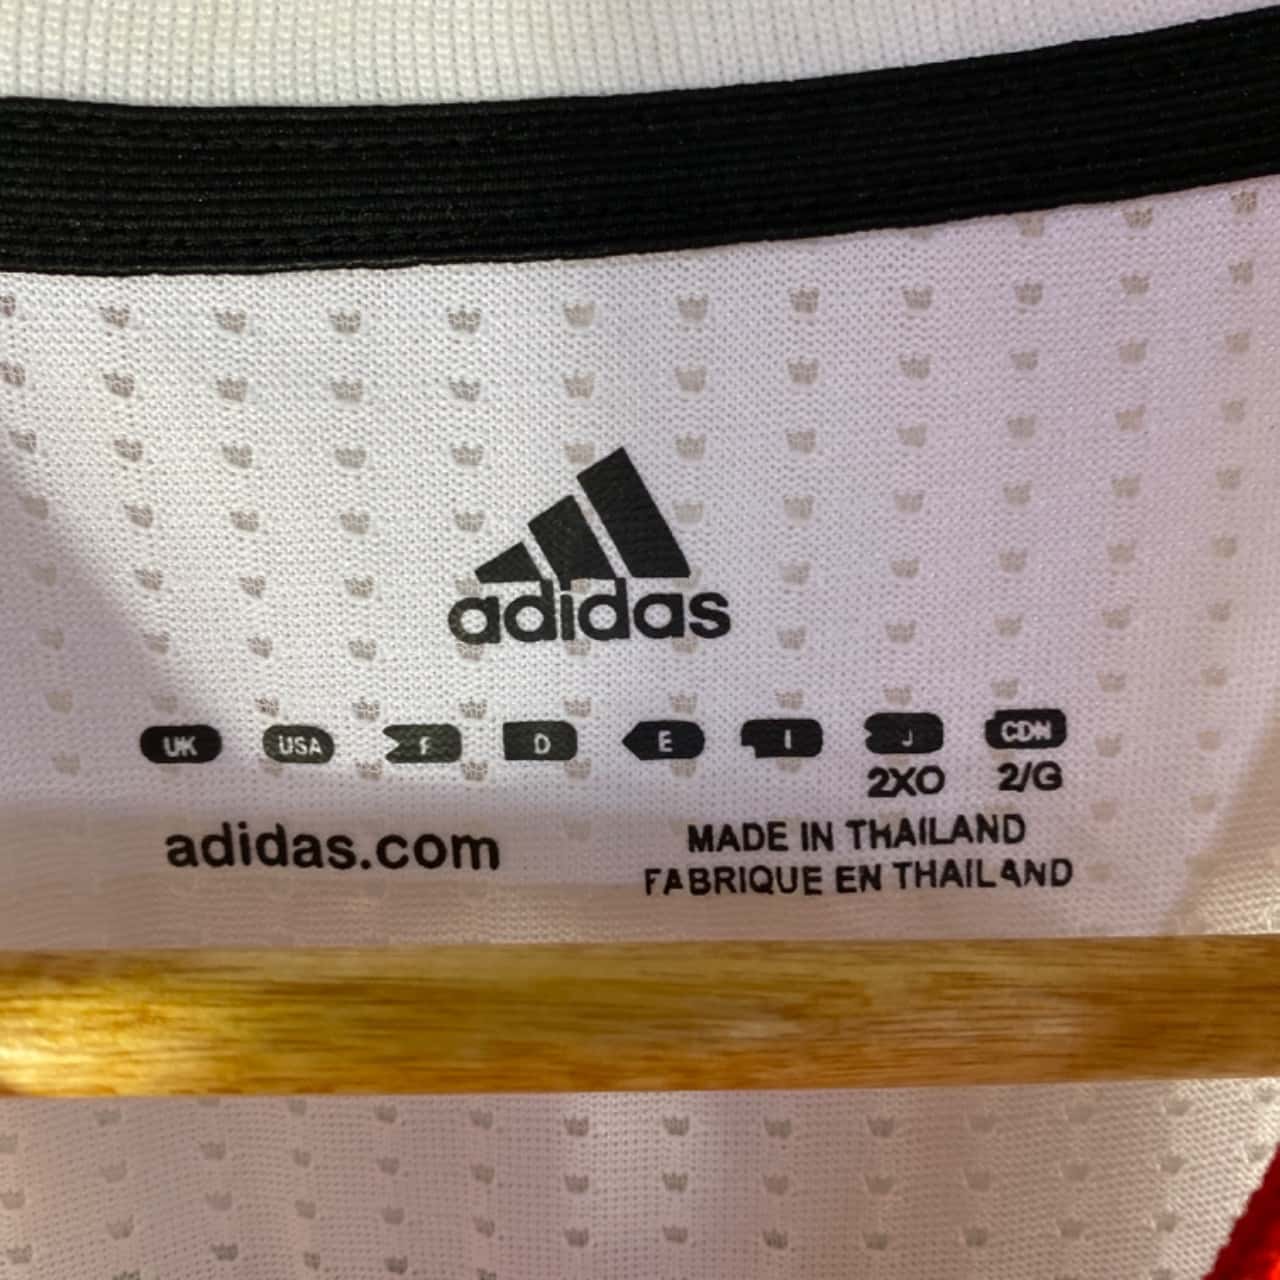 adidas
UK USA F D E I J CDN
2XO 2/G
adidas.com
MADE IN THAILAND
FABRIQUE EN THAILAND